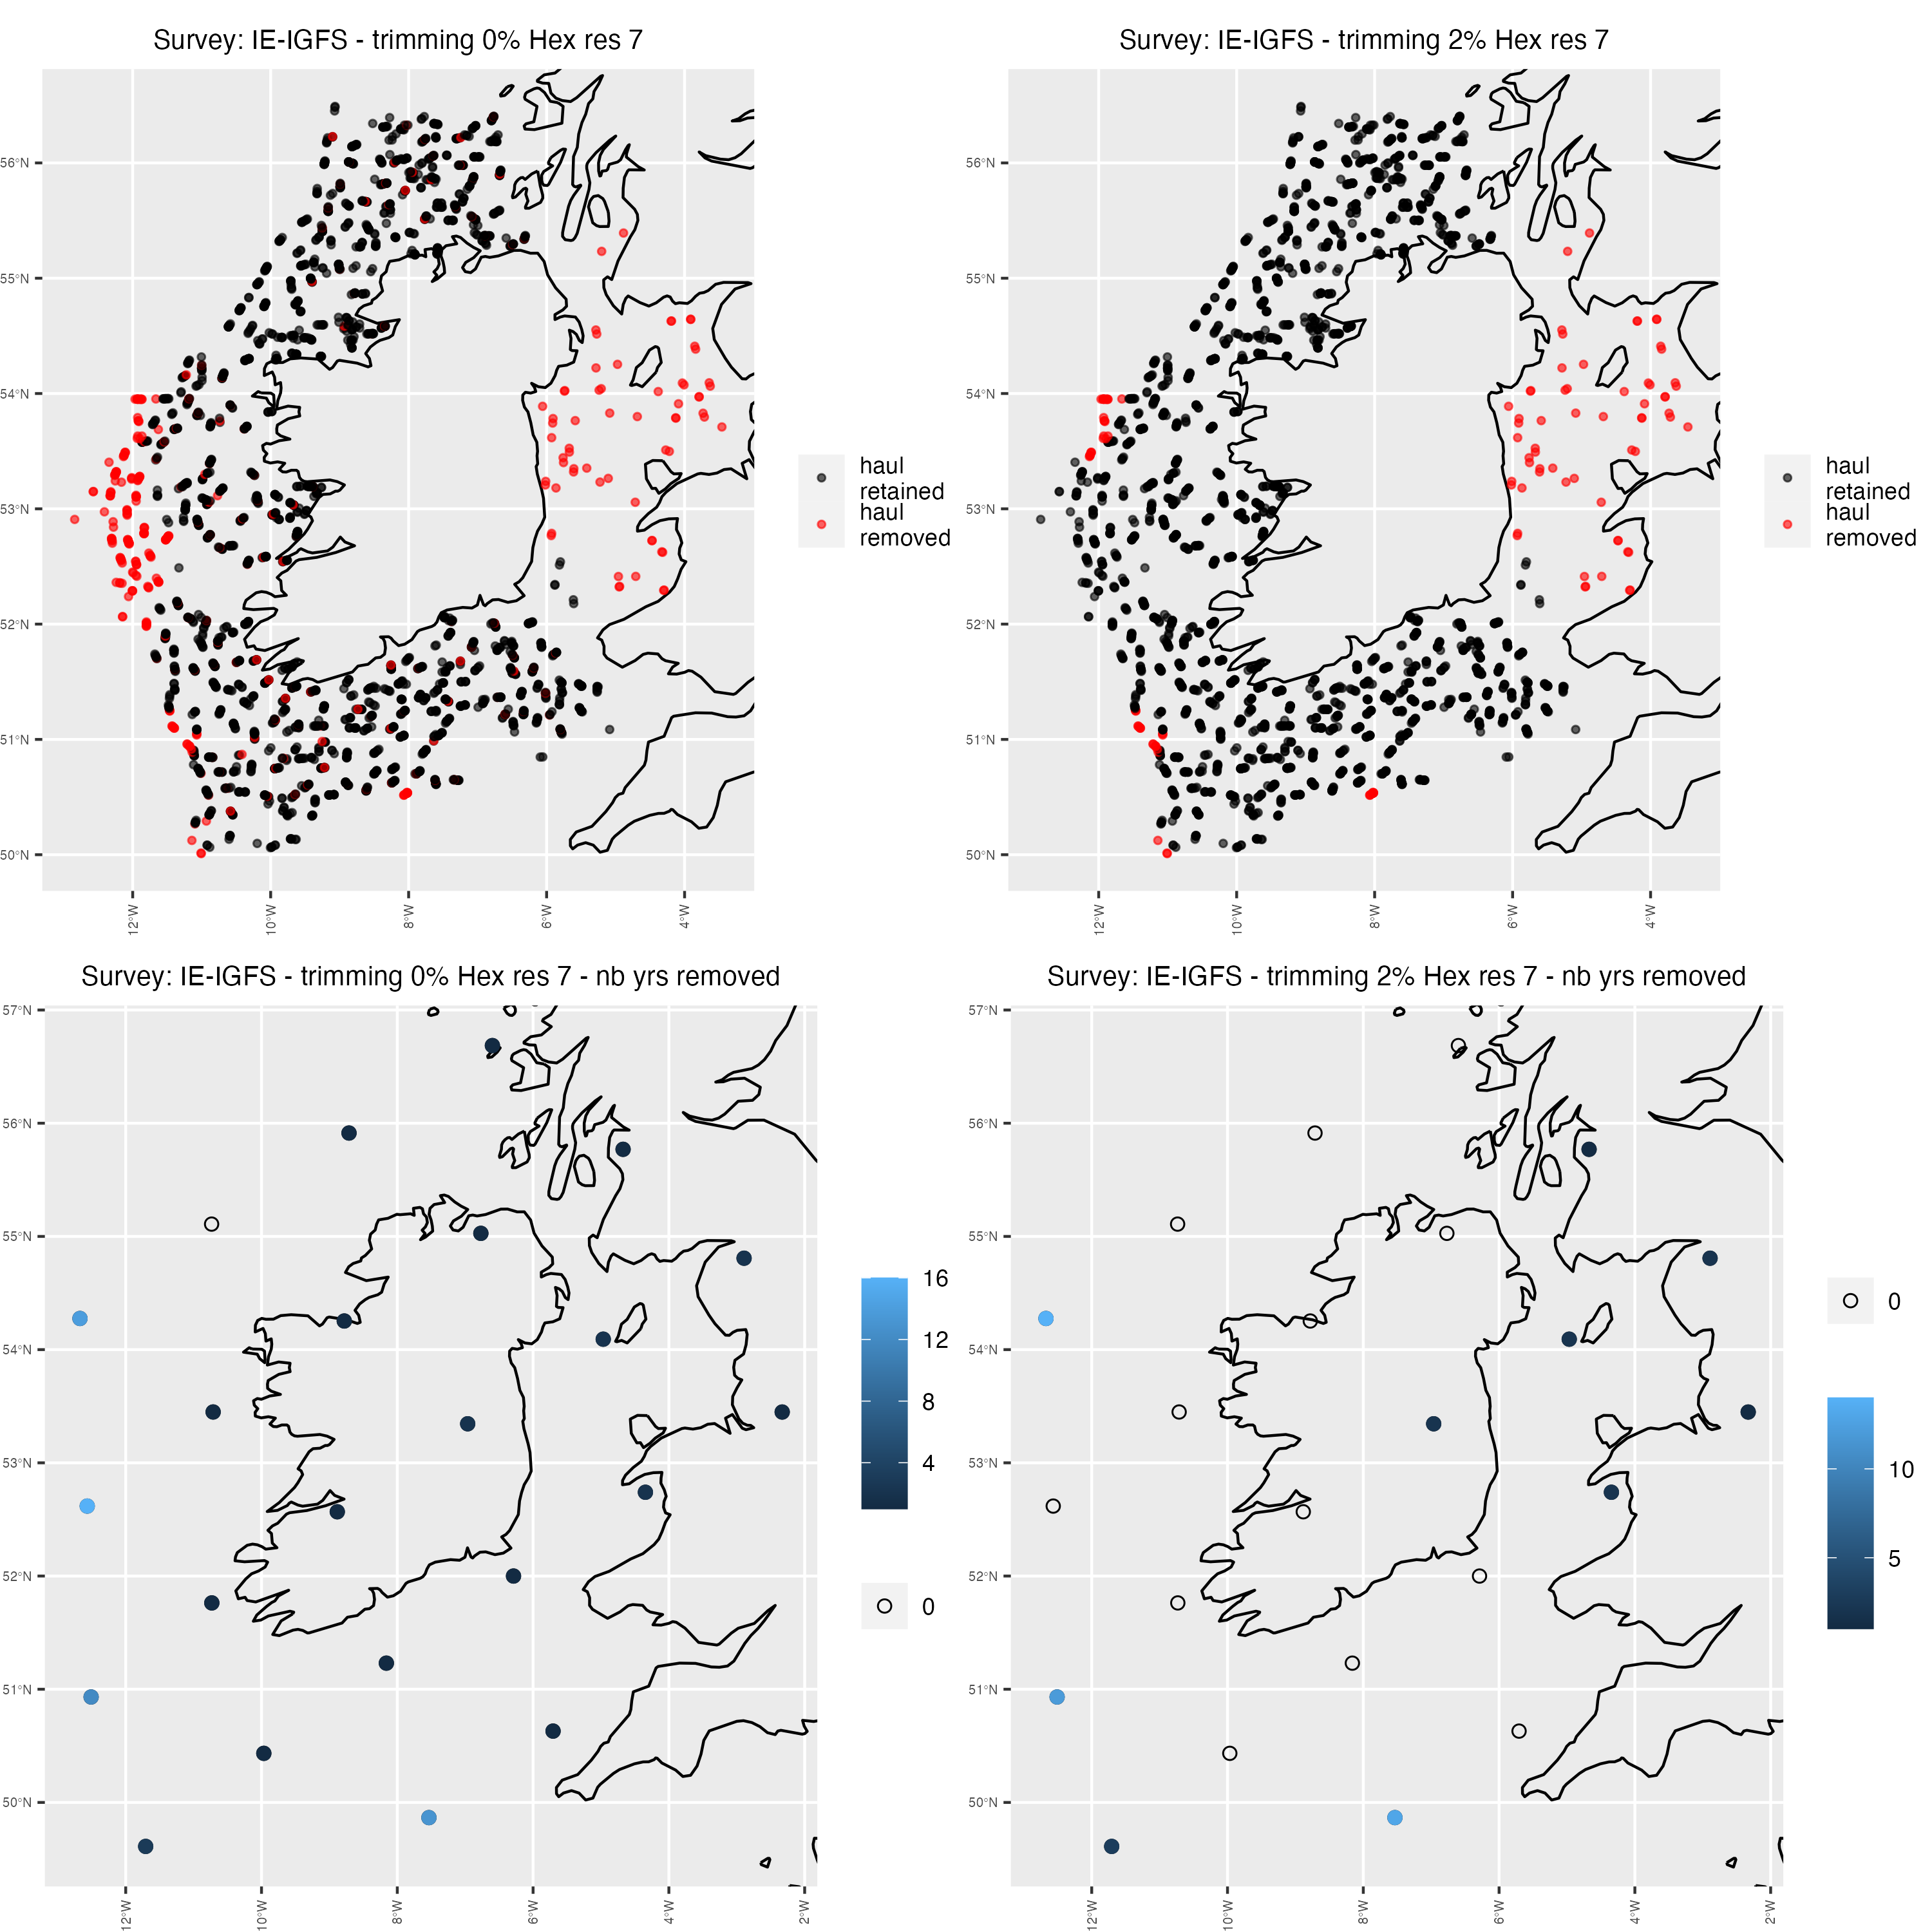 Survey: IE-IGFS - trimming 0% Hex res 7
56°N
55°N
54°N
53°N
52°N
51°N
50°N
12°W
10°W
8°W
6°W
4°W
haul
retained
haul
removed
Survey: IE-IGFS - trimming 2% Hex res 7
56°N
55°N
54°N
53°N
52°N
51°N
50°N
12°W
10°W
8°W
6°W
4°W
haul
retained
haul
removed
Survey: IE-IGFS - trimming 0% Hex res 7 - nb yrs removed
57°N
56°N
55°N
54°N
53°N
52°N
51°N
50°N
12°W
10°W
8°W
6°W
4°W
2°W
16
12
8
4
0
Survey: IE-IGFS - trimming 2% Hex res 7 - nb yrs removed
57°N
56°N
55°N
54°N
53°N
52°N
51°N
50°N
12°W
10°W
8°W
6°W
4°W
2°W
0
10
5